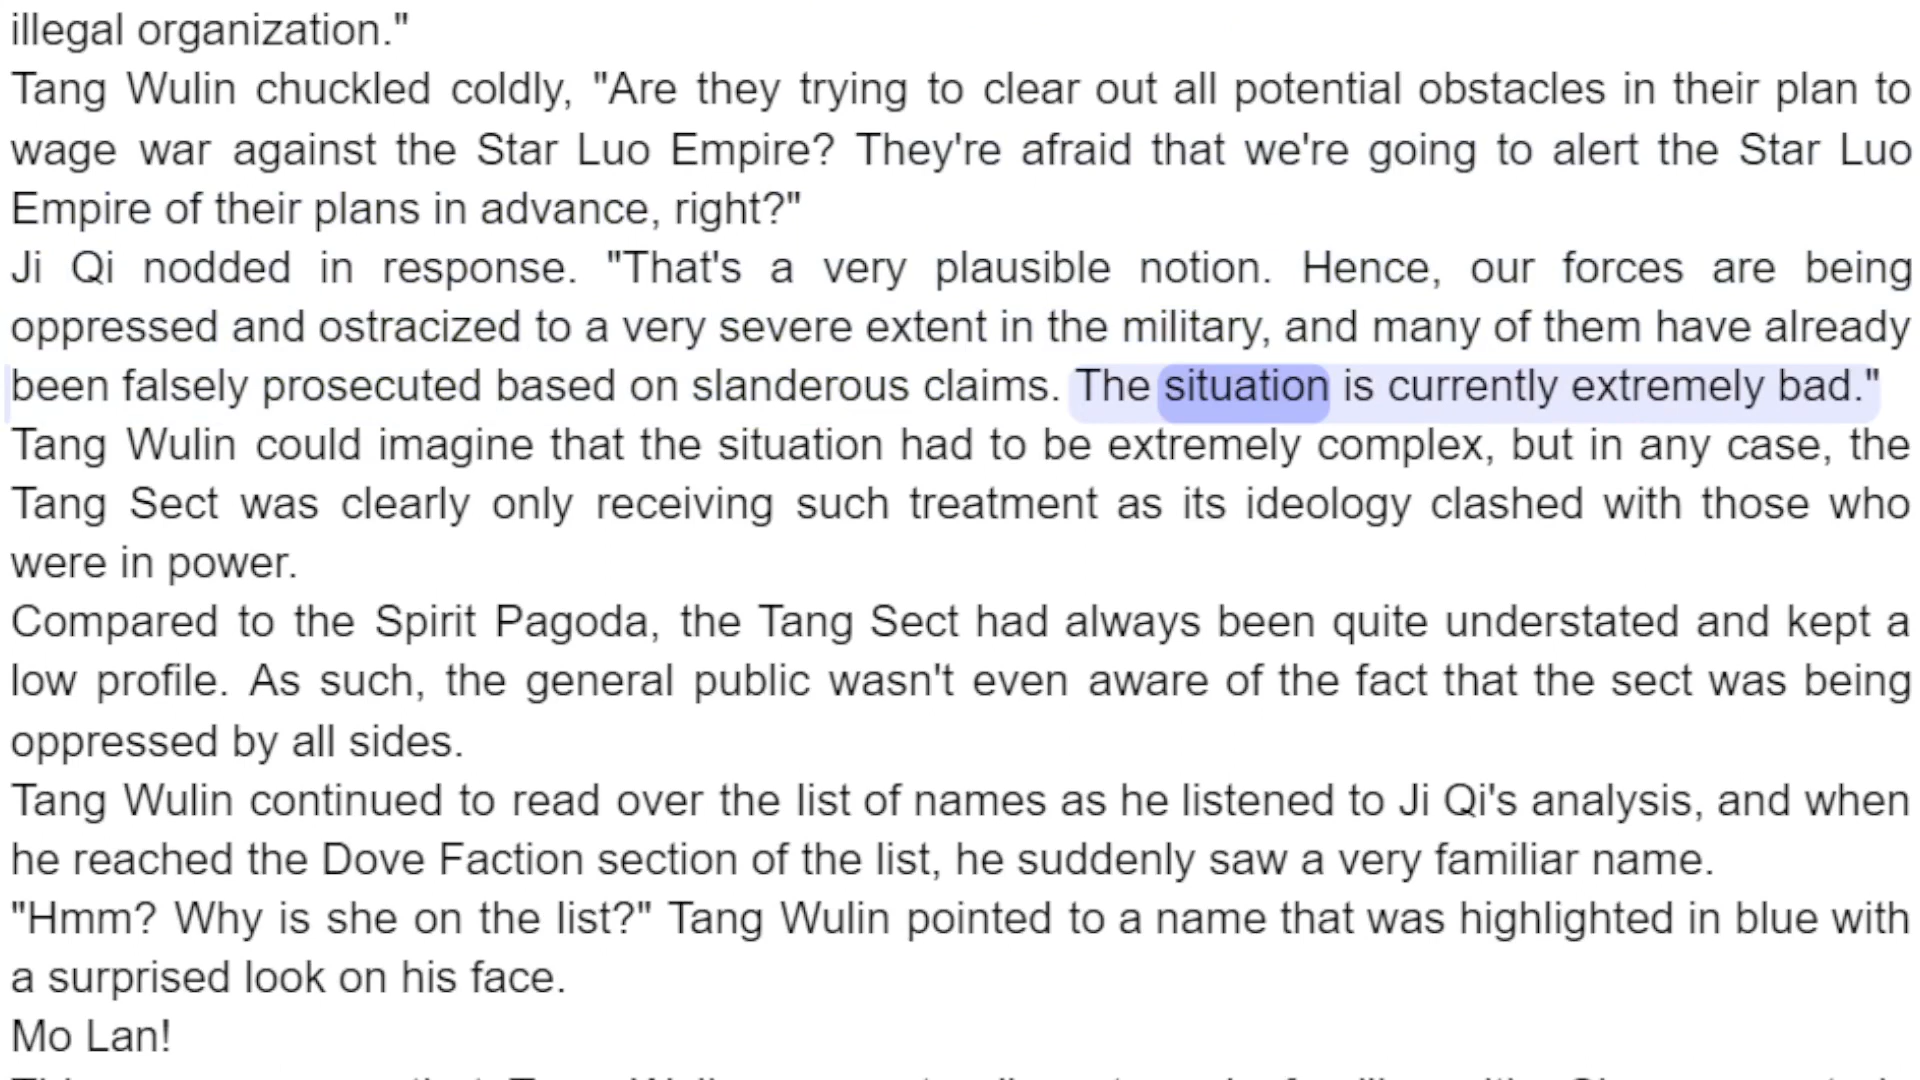 illegal organization."
Tang Wulin chuckled coldly, "Are they trying to clear out all potential obstacles in their plan to
wage war against the Star Luo Empire? They're afraid that we're going to alert the Star Luo
Empire of their plans in advance, right?"
Ji Qi nodded in response. "That's a very plausible notion. Hence, our forces are being
oppressed and ostracized to a very severe extent in the military, and many of them have already
been falsely prosecuted based on slanderous claims. The situation is currently extremely bad."
Tang Wulin could imagine that the situation had to be extremely complex, but in any case, the
Tang Sect was clearly only receiving such treatment as its ideology clashed with those who
were in power.
Compared to the Spirit Pagoda, the Tang Sect had always been quite understated and kept a
low profile. As such, the general public wasn't even aware of the fact that the sect was being
oppressed by all sides.
Tang Wulin continued to read over the list of names as he listened to Ji Qi's analysis, and when
he reached the Dove Faction section of the list, he suddenly saw a very familiar name.
"Hmm? Why is she on the list?" Tang Wulin pointed to a name that was highlighted in blue with
a surprised look on his face.
Mo Lan!